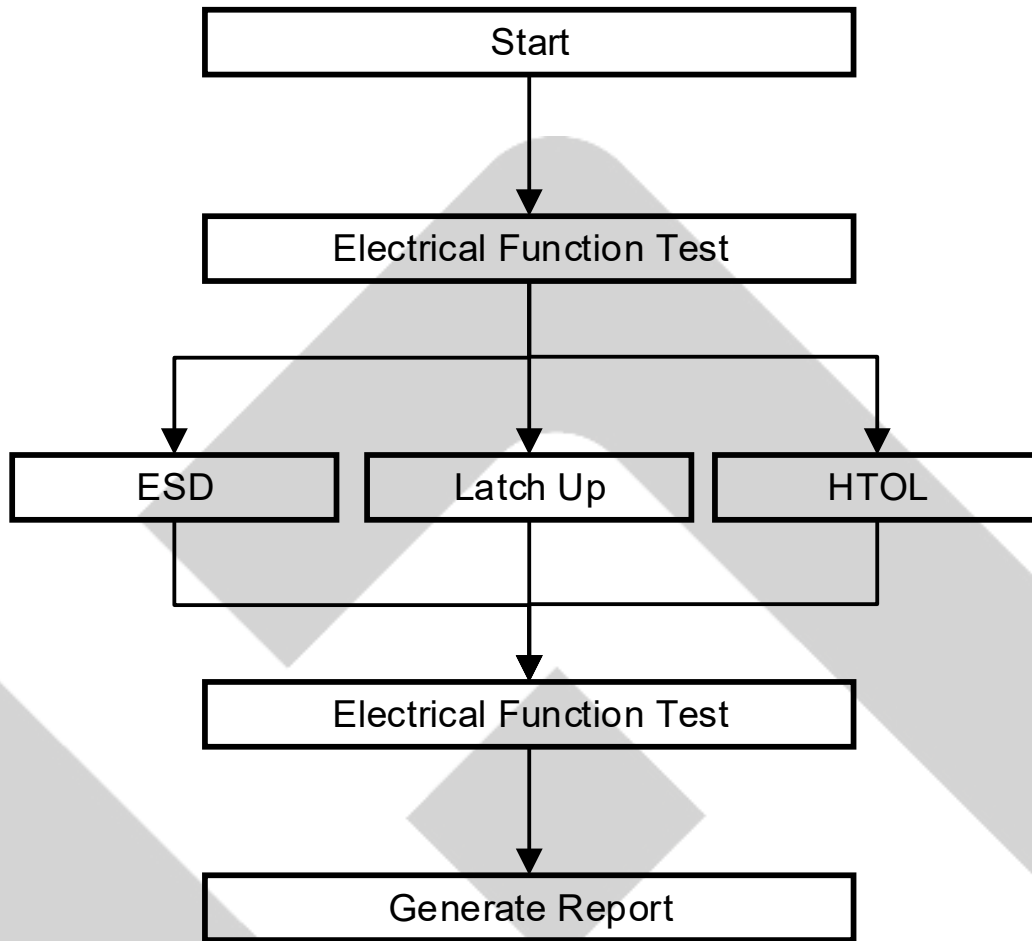 Start
Electrical Function Test
ESD
Latch Up
HTOL
Electrical Function Test
Generate Report